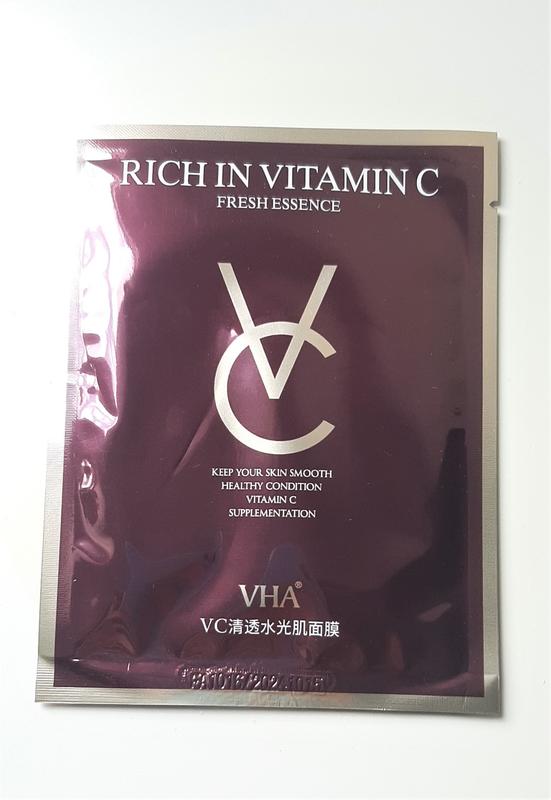 RICH IN VITAMIN C
FRESH ESSENCE
VC
KEEP YOUR SKIN SMOOTH
HEALTHY CONDITION
VITAMIN C
SUPPLEMENTATION
VHA®
VC清透水光肌面膜